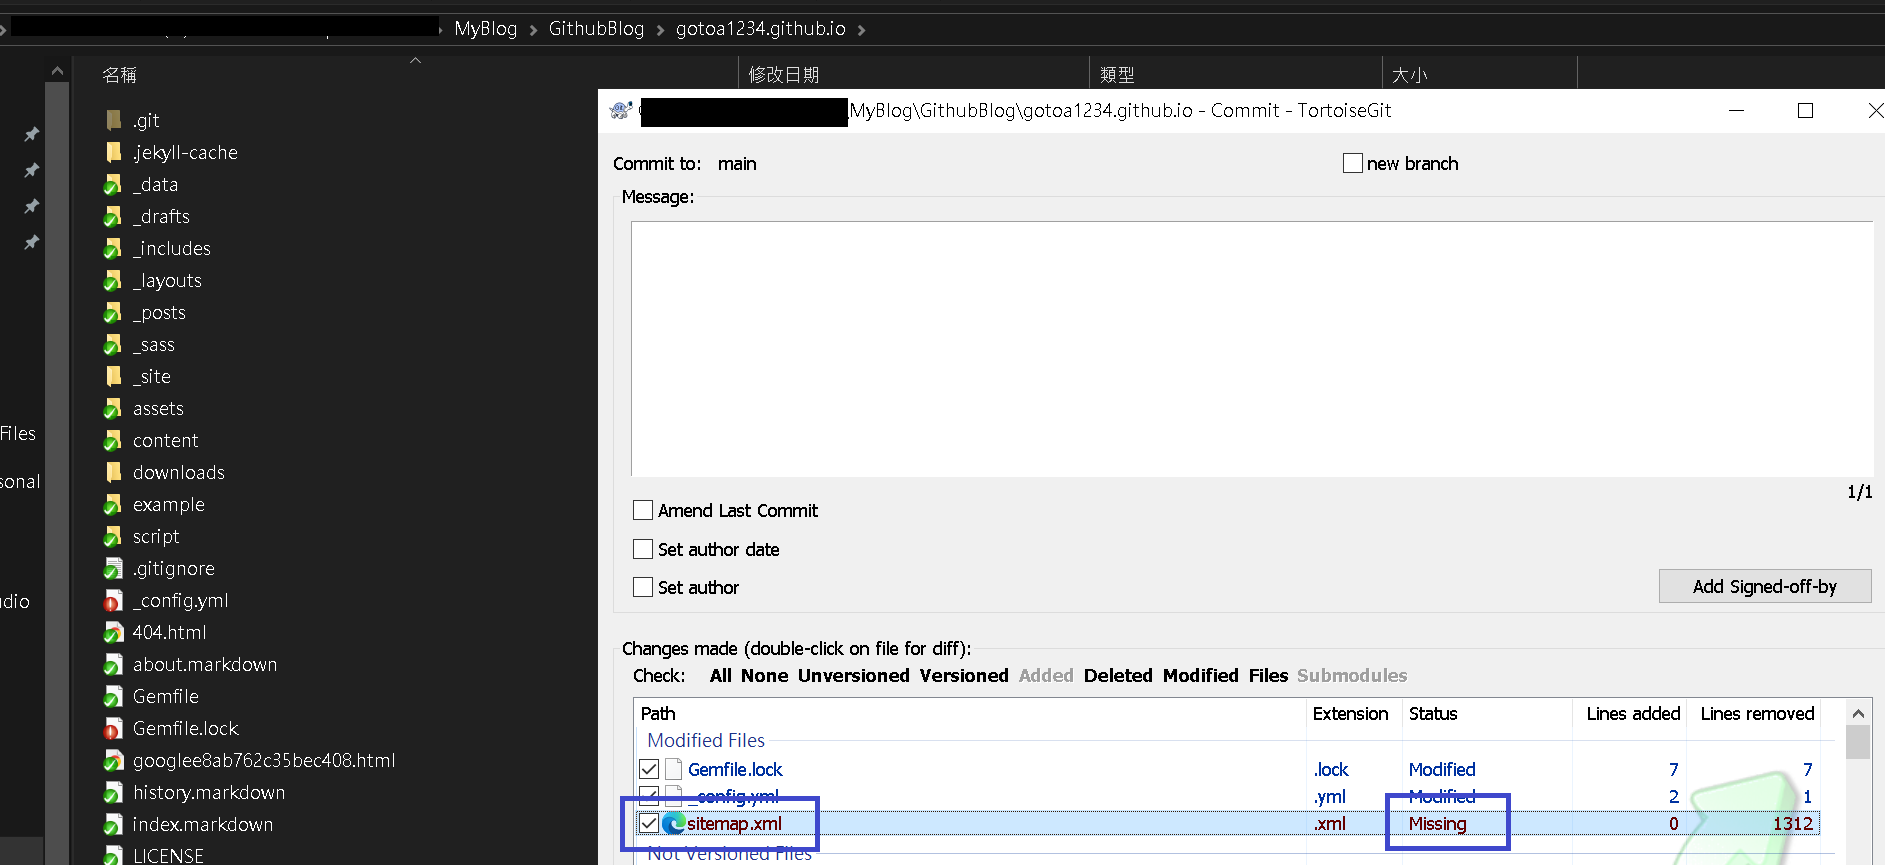 MyBlog > GithubBlog > gotoa1234.github.io >
名稱 修改日期 類型 大小
.git
.jekyll-cache
_data
_drafts
_includes
_layouts
_posts
_sass
_site
assets
content
downloads
example
script
.gitignore
_config.yml
404.html
about.markdown
Gemfile
Gemfile.lock
googlee8ab762c35bec408.html
history.markdown
index.markdown
LICENSE
Files
sonal
dio
MyBlog\GithubBlog\gotoa1234.github.io - Commit - TortoiseGit
Commit to: main
new branch
Message:
1/1
Amend Last Commit
Set author date
Set author
Add Signed-off-by
Changes made (double-click on file for diff):
Check: All None Unversioned Versioned Added Deleted Modified Files Submodules
Path Extension Status Lines added Lines removed
Modified Files
Gemfile.lock .lock Modified 7 7
_config.yml .yml Modified 2 1
sitemap.xml .xml Missing 0 1312
Not Versioned Files